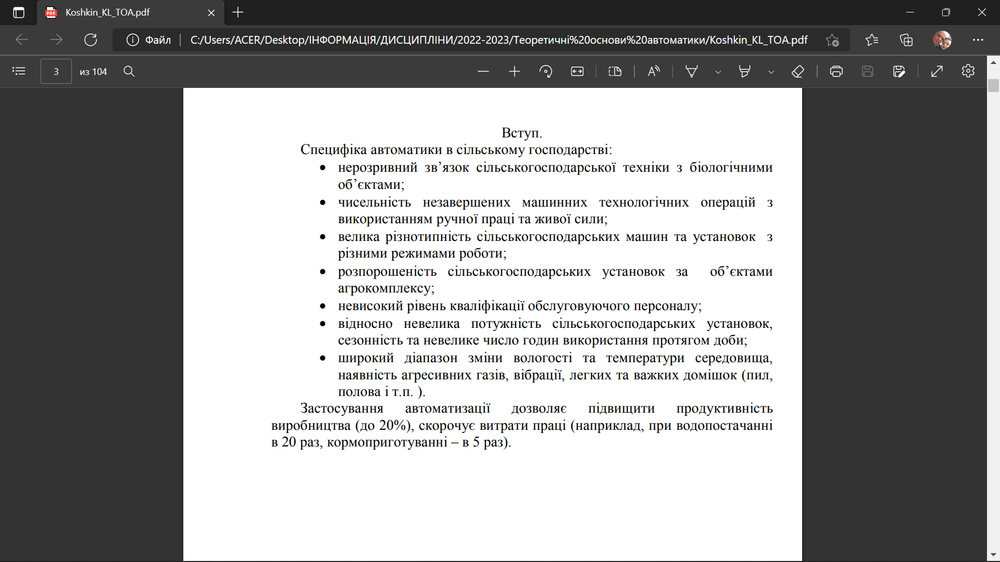 Koshkin_KL_TOA.pdf
Файл
C:/Users/ACER/Desktop/ІНФОРМАЦІЯ/ДИСЦИПЛІНИ/2022-2023/Теоретичні%20основи%20автоматики/Koshkin_KL_TOA.pdf
3 из 104
Вступ.
Специфіка автоматики в сільському господарстві:
• нерозривний зв’язок сільськогосподарської техніки з біологічними
об’єктами;
• чисельність незавершених машинних технологічних операцій з
використанням ручної праці та живої сили;
• велика різнотипність сільськогосподарських машин та установок з
різними режимами роботи;
• розпорошеність сільськогосподарських установок за об’єктами
агрокомплексу;
• невисокий рівень кваліфікації обслуговуючого персоналу;
• відносно невелика потужність сільськогосподарських установок,
сезонність та невелике число годин використання протягом доби;
• широкий діапазон зміни вологості та температури середовища,
наявність агресивних газів, вібрації, легких та важких домішок (пил,
полова і т.п. ).
Застосування автоматизації дозволяє підвищити продуктивність
виробництва (до 20%), скорочує витрати праці (наприклад, при водопостачанні
в 20 раз, кормоприготуванні – в 5 раз).